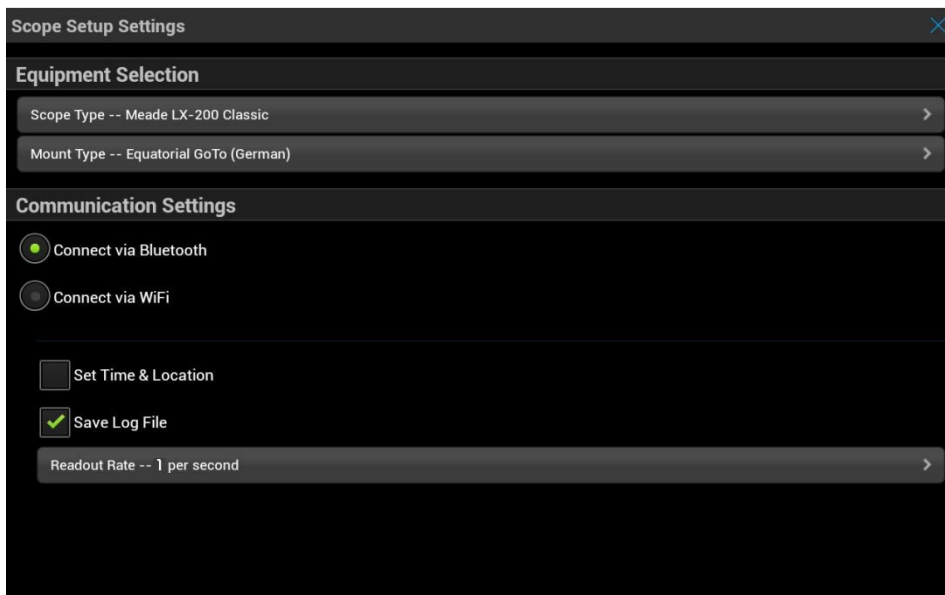 Scope Setup Settings
Equipment Selection
Scope Type -- Meade LX-200 Classic
Mount Type -- Equatorial GoTo (German)
Communication Settings
Connect via Bluetooth
Connect via WiFi
Set Time & Location
Save Log File
Readout Rate -- 1 per second